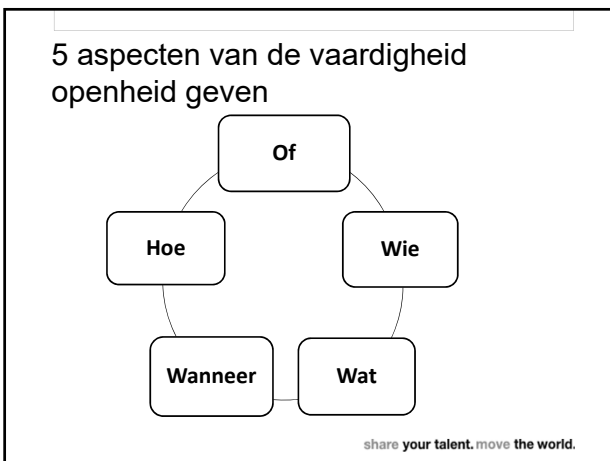 5 aspecten van de vaardigheid
openheid geven
Of
Wie
Wat
Wanneer
Hoe
share your talent. move the world.